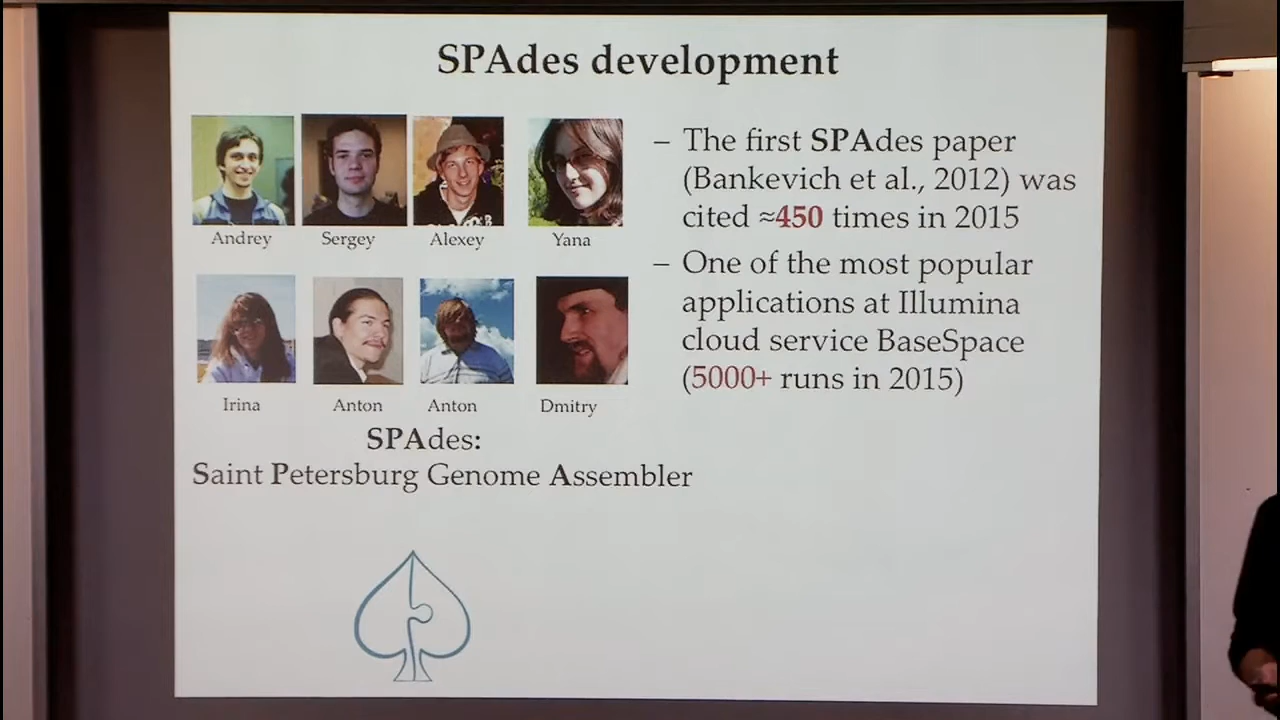 SPAdes development
Andrey Sergey Alexey Yana
Irina Anton Anton Dmitry
SPAdes:
Saint Petersburg Genome Assembler
– The first SPAdes paper
(Bankevich et al., 2012) was
cited ≈450 times in 2015
– One of the most popular
applications at Illumina
cloud service BaseSpace
(5000+ runs in 2015)